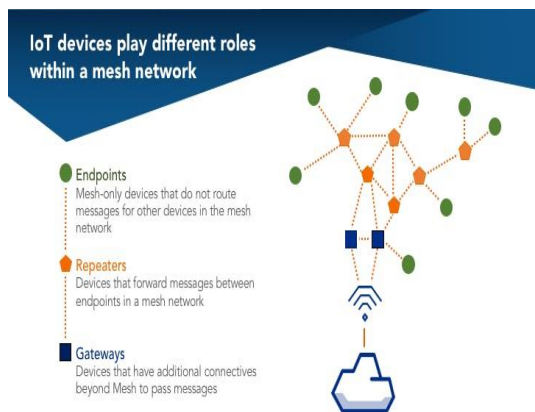 IoT devices play different roles
within a mesh network
Endpoints
Mesh-only devices that do not route
messages for other devices in the mesh
network
Repeaters
Devices that forward messages between
endpoints in a mesh network
Gateways
Devices that have additional connectives
beyond Mesh to pass messages